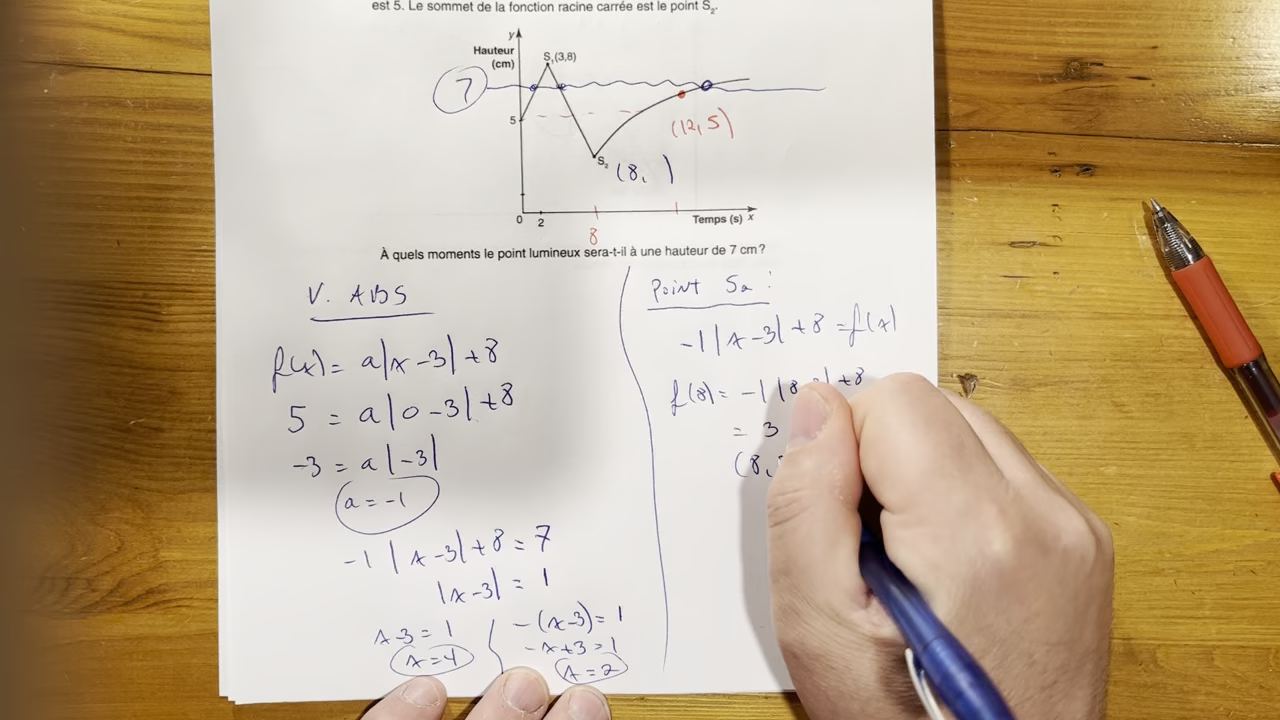 est 5. Le sommet de la fonction racine carrée est le point S₂.
y
Hauteur
(cm)
S₁(3,8)
7
5
(12,5)
S₂
(8, )
0
2
8
Temps (s) x
À quels moments le point lumineux sera-t-il à une hauteur de 7 cm?
V. ABS
f(x) = a|x-3|+8
5 = a|0-3|+8
-3 = a|-3|
a=-1
-1|x-3|+8=7
|x-3| = 1
x-3=1
x=4
-(x-3)=1
-x+3=1
x=2
Point S₂ :
-1|x-3|+8=f(x)
f(8)= -1|8 +8
= 3
(8,